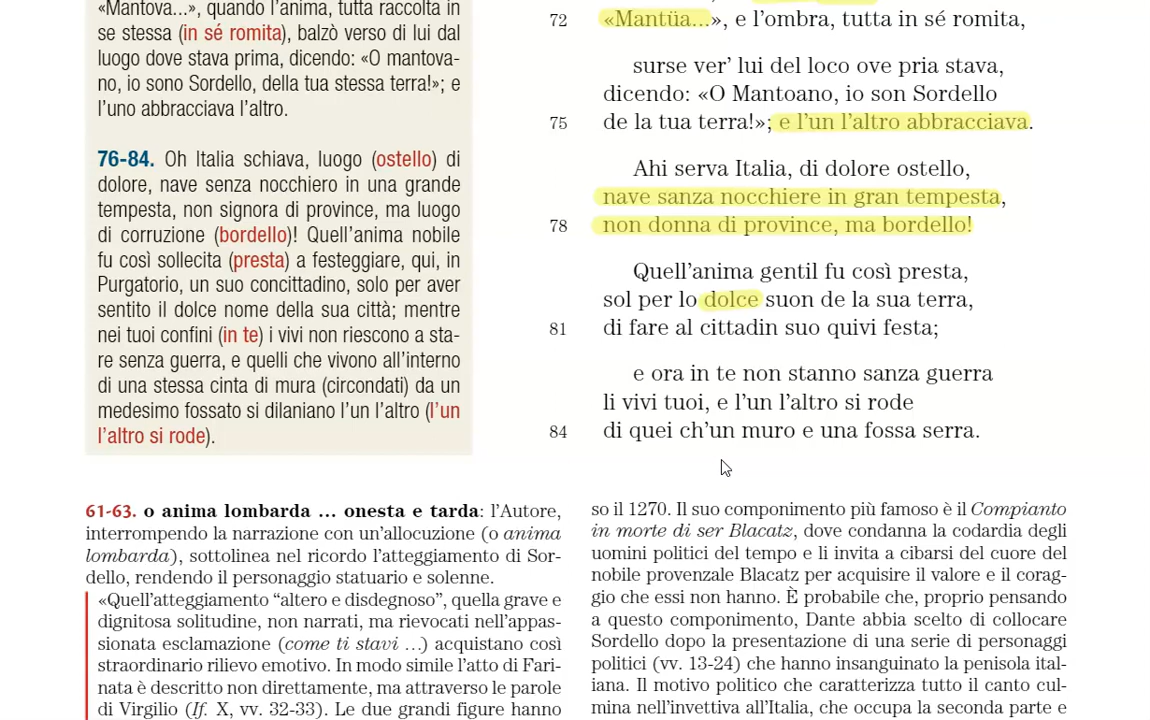 «Mantova...», quando l'anima, tutta raccolta in
se stessa (in sé romita), balzò verso di lui dal
luogo dove stava prima, dicendo: «O mantova-
no, io sono Sordello, della tua stessa terra!»; e
l'uno abbracciava l'altro.
76-84. Oh Italia schiava, luogo (ostello) di
dolore, nave senza nocchiero in una grande
tempesta, non signora di province, ma luogo
di corruzione (bordello)! Quell'anima nobile
fu così sollecita (presta) a festeggiare, qui, in
Purgatorio, un suo concittadino, solo per aver
sentito il dolce nome della sua città; mentre
nei tuoi confini (in te) i vivi non riescono a sta-
re senza guerra, e quelli che vivono all'interno
di una stessa cinta di mura (circondati) da un
medesimo fossato si dilaniano l'un l'altro (l'un
l'altro si rode).
72 «Mantüa...», e l'ombra, tutta in sé romita,
surse ver' lui del loco ove pria stava,
dicendo: «O Mantoano, io son Sordello
75 de la tua terra!»; e l'un l'altro abbracciava.
Ahi serva Italia, di dolore ostello,
nave sanza nocchiere in gran tempesta,
78 non donna di province, ma bordello!
Quell'anima gentil fu così presta,
sol per lo dolce suon de la sua terra,
81 di fare al cittadin suo quivi festa;
e ora in te non stanno sanza guerra
li vivi tuoi, e l'un l'altro si rode
84 di quei ch'un muro e una fossa serra.
61-63. o anima lombarda ... onesta e tarda: l'Autore,
interrompendo la narrazione con un'allocuzione (o anima
lombarda), sottolinea nel ricordo l'atteggiamento di Sor-
dello, rendendo il personaggio statuario e solenne.
«Quell'atteggiamento "altero e disdegnoso", quella grave e
dignitosa solitudine, non narrati, ma rievocati nell'appas-
sionata esclamazione (come ti stavi ...) acquistano così
straordinario rilievo emotivo. In modo simile l'atto di Fari-
nata è descritto non direttamente, ma attraverso le parole
di Virgilio (If. X, vv. 32-33). Le due grandi figure hanno
so il 1270. Il suo componimento più famoso è il Compianto
in morte di ser Blacatz, dove condanna la codardia degli
uomini politici del tempo e li invita a cibarsi del cuore del
nobile provenzale Blacatz per acquisire il valore e il corag-
gio che essi non hanno. È probabile che, proprio pensando
a questo componimento, Dante abbia scelto di collocare
Sordello dopo la presentazione di una serie di personaggi
politici (vv. 13-24) che hanno insanguinato la penisola ital-
iana. Il motivo politico che caratterizza tutto il canto cul-
mina nell'invettiva all'Italia, che occupa la seconda parte e